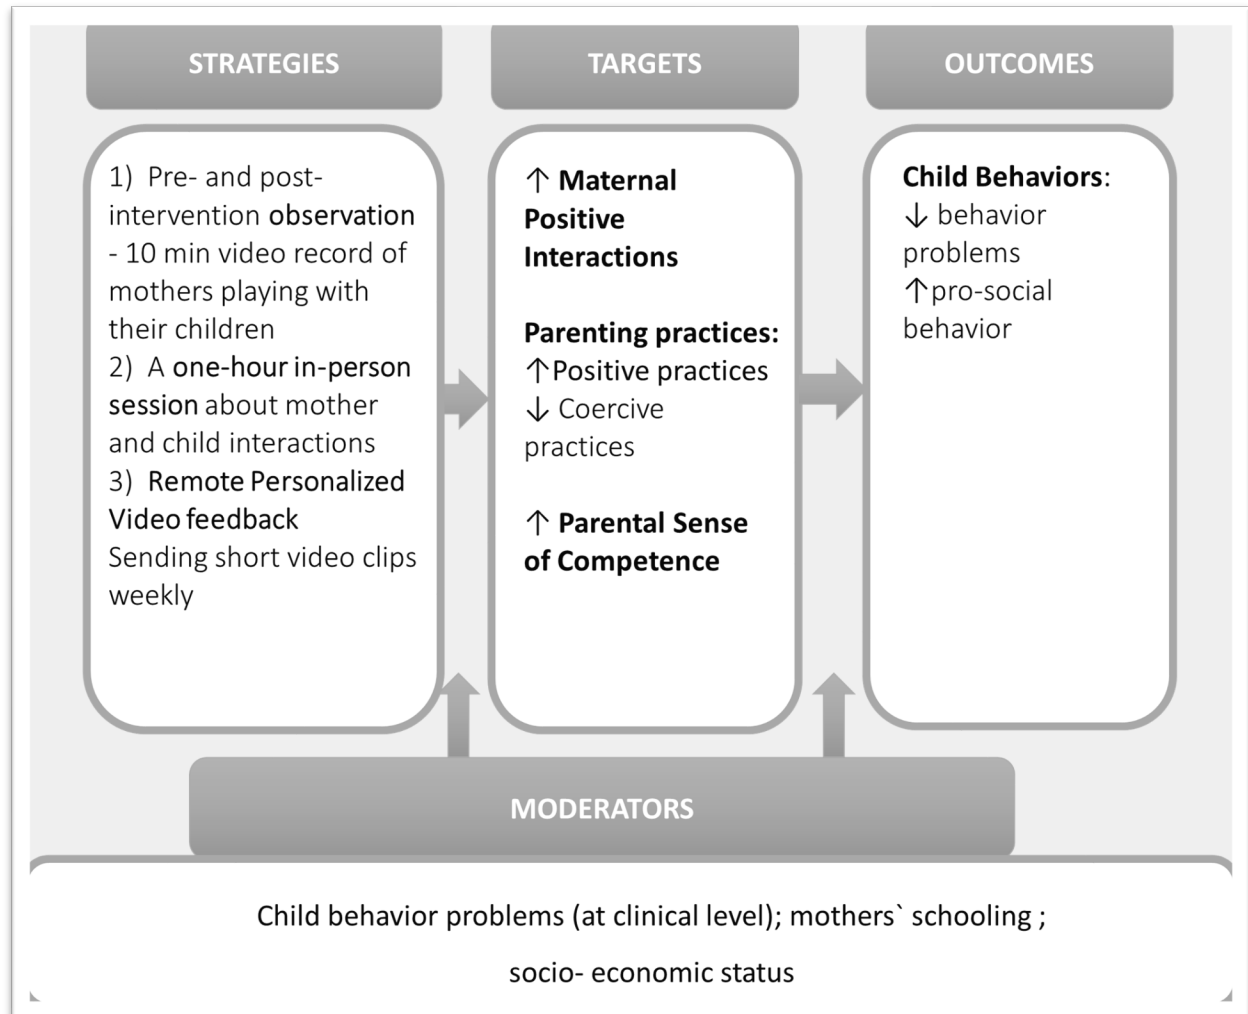 STRATEGIES
TARGETS
OUTCOMES
1) Pre- and post-
intervention observation
- 10 min video record of
mothers playing with
their children
2) A one-hour in-person
session about mother
and child interactions
3) Remote Personalized
Video feedback
Sending short video clips
weekly
↑ Maternal
Positive
Interactions
Parenting practices:
↑Positive practices
↓ Coercive
practices
↑ Parental Sense
of Competence
Child Behaviors:
↓ behavior
problems
↑pro-social
behavior
MODERATORS
Child behavior problems (at clinical level); mothers` schooling ;
socio- economic status